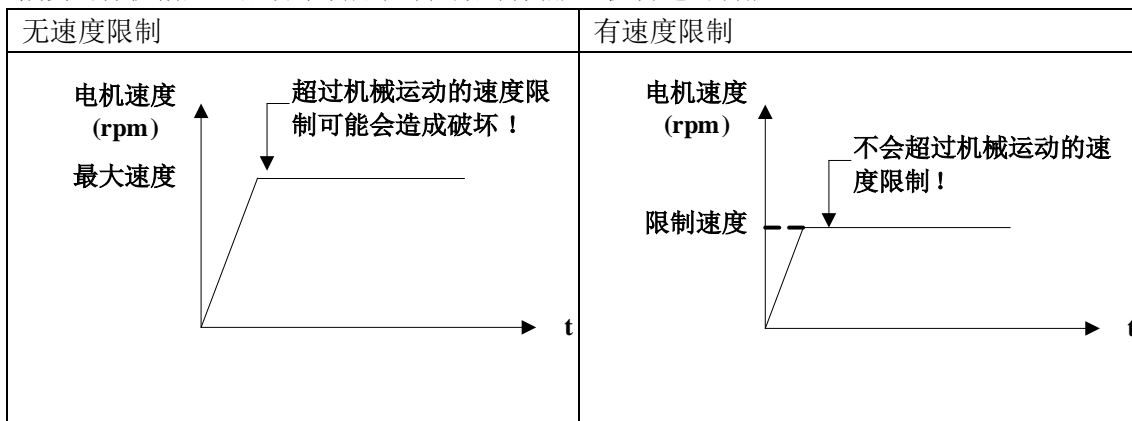 无速度限制
有速度限制
电机速度
(rpm)
超过机械运动的速度限
制可能会造成破坏！
最大速度
t
电机速度
(rpm)
不会超过机械运动的速
度限制！
限制速度
t